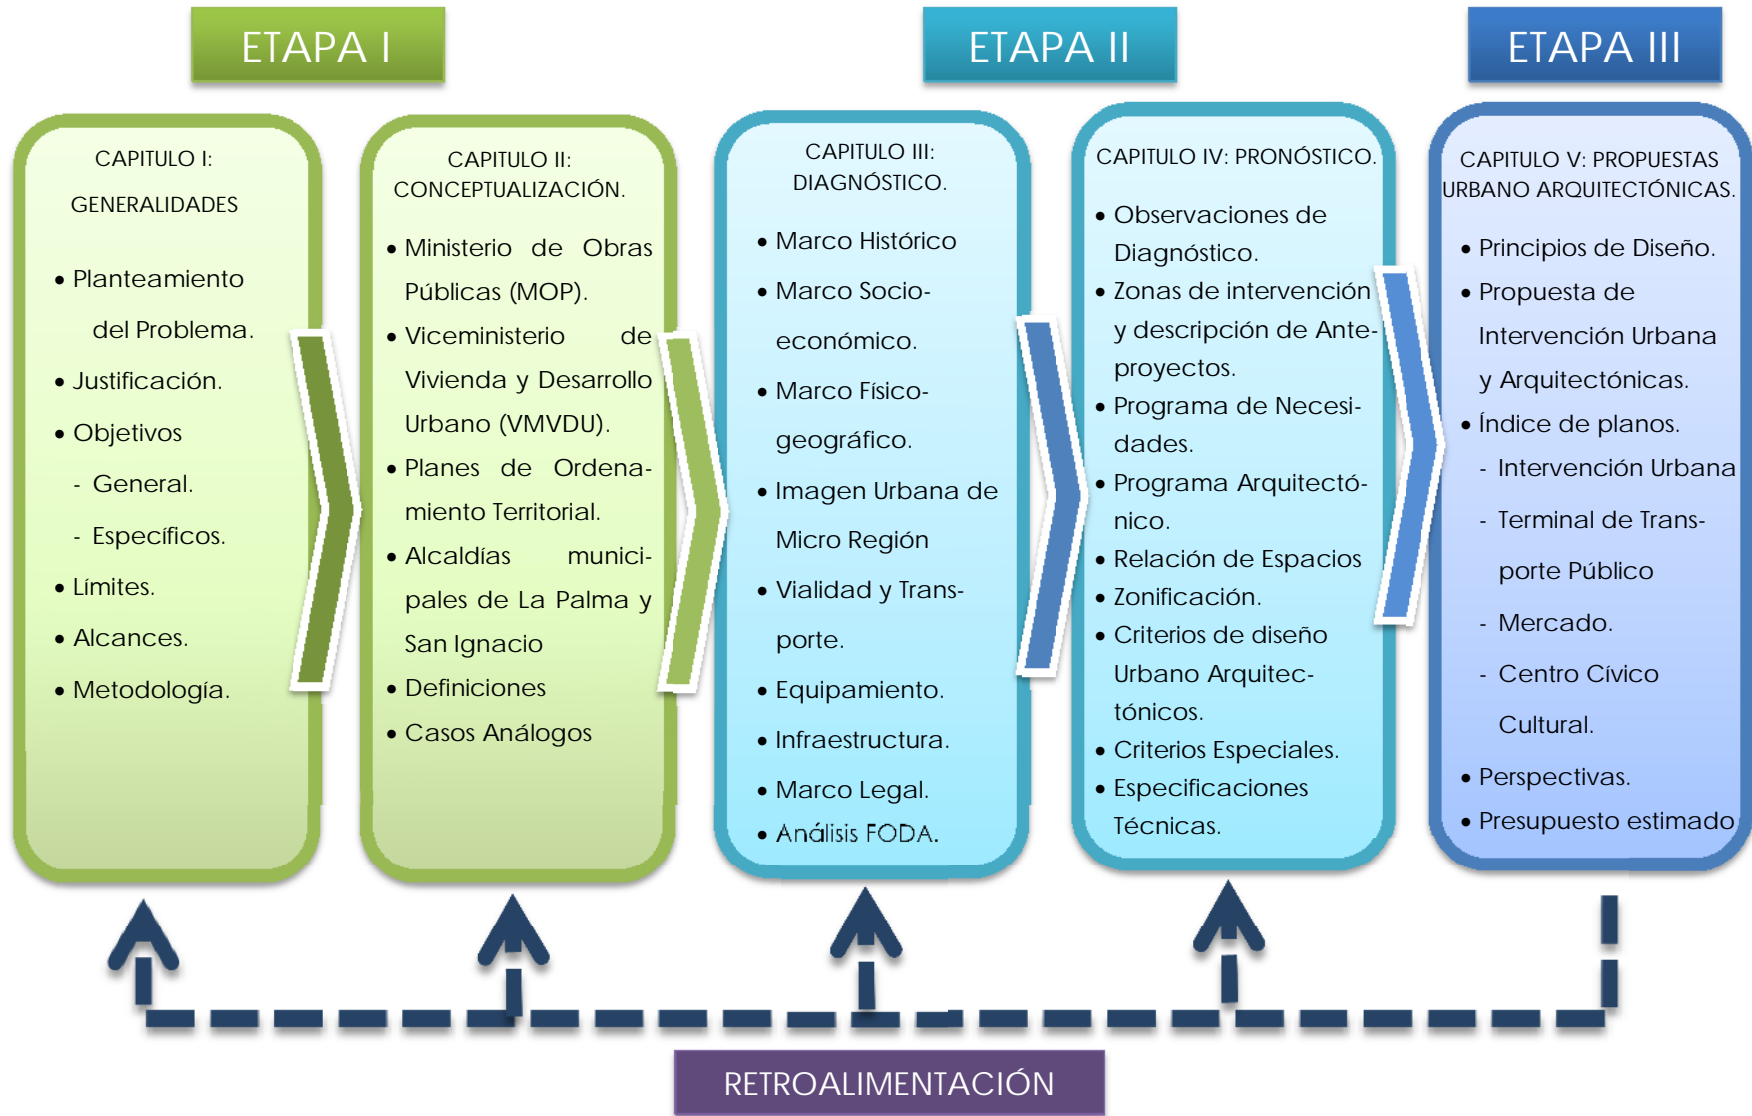 ETAPA I
ETAPA II
ETAPA III
CAPITULO I:
GENERALIDADES
• Planteamiento
del Problema.
• Justificación.
• Objetivos
- General.
- Específicos.
• Límites.
• Alcances.
• Metodología.
CAPITULO II:
CONCEPTUALIZACIÓN.
• Ministerio de Obras
Públicas (MOP).
• Viceministerio de
Vivienda y Desarrollo
Urbano (VMVDU).
• Planes de Ordena-
miento Territorial.
• Alcaldías munici-
pales de La Palma y
San Ignacio
• Definiciones
• Casos Análogos
CAPITULO III:
DIAGNÓSTICO.
• Marco Histórico
• Marco Socio-
económico.
• Marco Físico-
geográfico.
• Imagen Urbana de
Micro Región
• Vialidad y Trans-
porte.
• Equipamiento.
• Infraestructura.
• Marco Legal.
• Análisis FODA.
CAPITULO IV: PRONÓSTICO.
• Observaciones de
Diagnóstico.
• Zonas de intervención
y descripción de Ante-
proyectos.
• Programa de Necesi-
dades.
• Programa Arquitectó-
nico.
• Relación de Espacios
• Zonificación.
• Criterios de diseño
Urbano Arquitec-
tónicos.
• Criterios Especiales.
• Especificaciones
Técnicas.
CAPITULO V: PROPUESTAS
URBANO ARQUITECTÓNICAS.
• Principios de Diseño.
• Propuesta de
Intervención Urbana
y Arquitectónicas.
• Índice de planos.
- Intervención Urbana
- Terminal de Trans-
porte Público
- Mercado.
- Centro Cívico
Cultural.
• Perspectivas.
• Presupuesto estimado
RETROALIMENTACIÓN